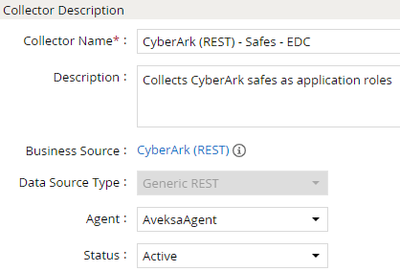 Collector Description
Collector Name* : CyberArk (REST) - Safes - EDC
Description : Collects CyberArk safes as application roles
Business Source : CyberArk (REST)
Data Source Type : Generic REST
Agent : AveksaAgent
Status : Active